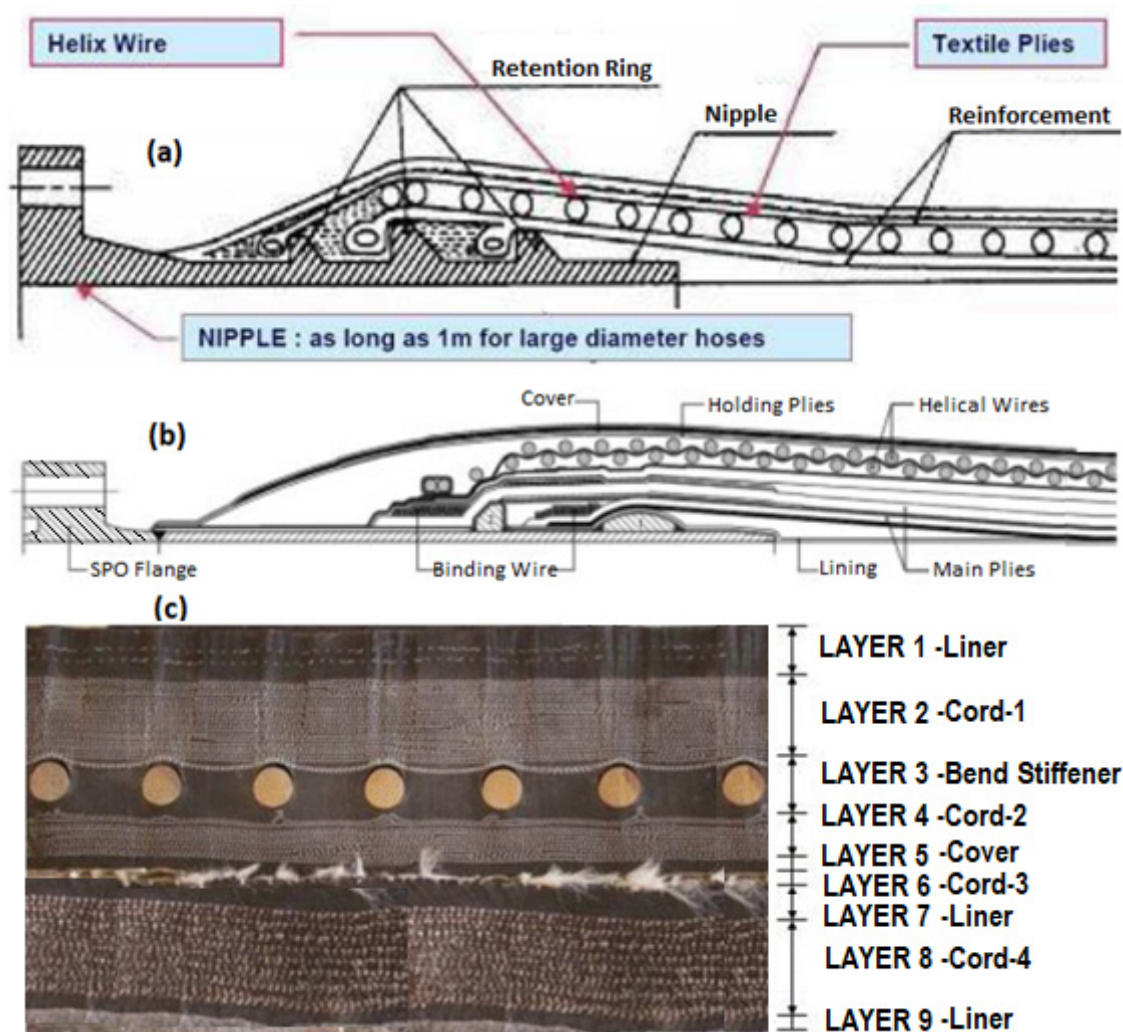 Helix Wire
Textile Plies
Retention Ring
Nipple
Reinforcement
(a)
NIPPLE : as long as 1m for large diameter hoses
Cover
Holding Plies
Helical Wires
(b)
SPO Flange
Binding Wire
Lining
Main Plies
(c)
LAYER 1 -Liner
LAYER 2 -Cord-1
LAYER 3 -Bend Stiffener
LAYER 4 -Cord-2
LAYER 5 -Cover
LAYER 6 -Cord-3
LAYER 7 -Liner
LAYER 8 -Cord-4
LAYER 9 -Liner